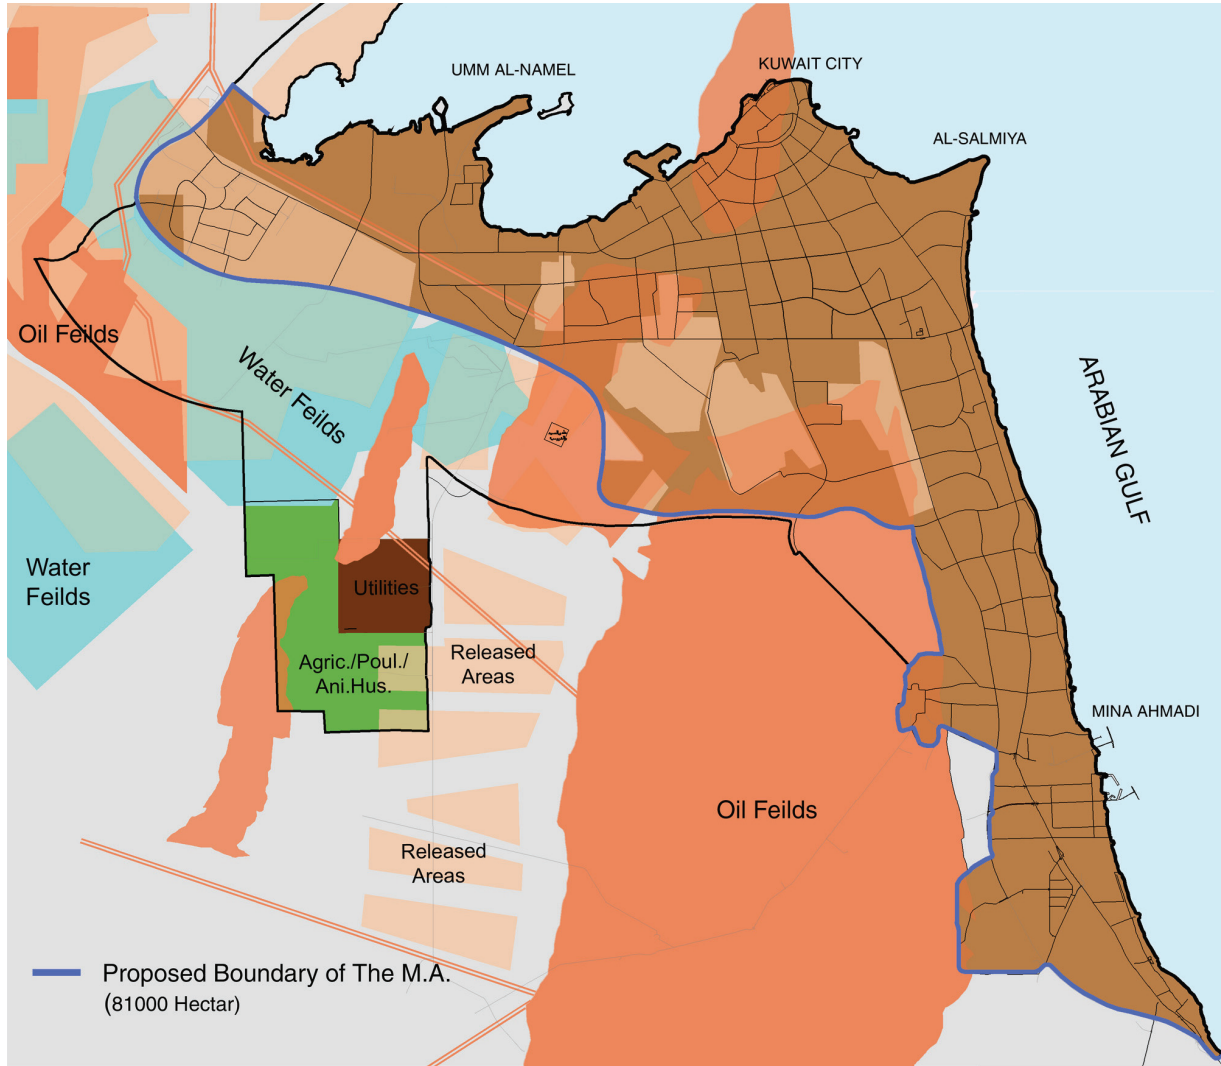 UMM AL-NAMEL
KUWAIT CITY
AL-SALMIYA
Oil Feilds
Water Feilds
ARABIAN GULF
Water
Feilds
Utilities
Agric./Poul./
Ani.Hus.
Released
Areas
MINA AHMADI
Oil Feilds
Released
Areas
Proposed Boundary of The M.A.
(81000 Hectar)